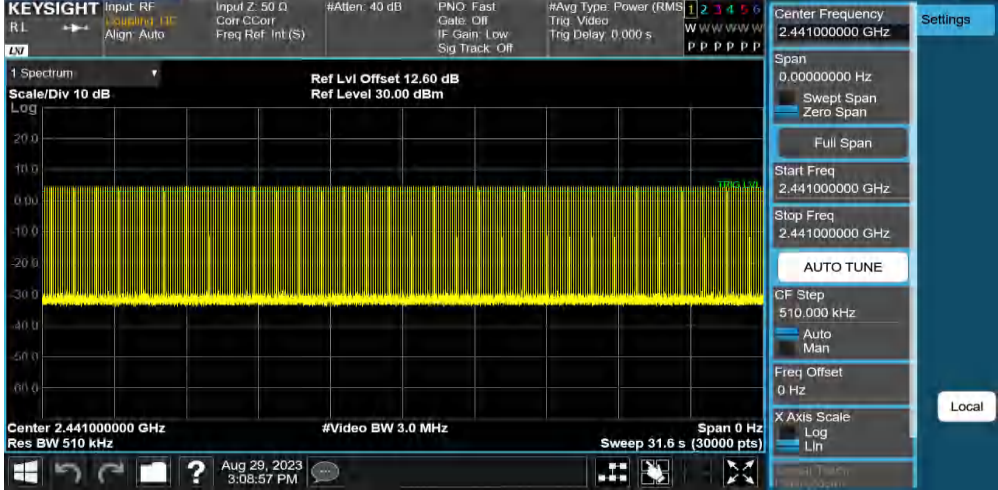 KEYSIGHT
RL
LXI
Input: RF
Coupling: DC
Align: Auto
Input Z: 50 Ω
Corr CCorr
Freq Ref: Int (S)
#Atten: 40 dB
PNO: Fast
Gate: Off
IF Gain: Low
Sig Track: Off
#Avg Type: Power (RMS
Trig: Video
Trig Delay: 0.000 s
1 2 3 4 5 6
W W W W W W
P P P P P P
1 Spectrum
Scale/Div 10 dB
Log
Ref Lvl Offset 12.60 dB
Ref Level 30.00 dBm
20.0
10.0
0.00
-10.0
-20.0
-30.0
-40.0
-50.0
-60.0
TRIG LVL
Center 2.441000000 GHz
Res BW 510 kHz
#Video BW 3.0 MHz
Span 0 Hz
Sweep 31.6 s (30000 pts)
?
Aug 29, 2023
3:08:57 PM
Center Frequency
2.441000000 GHz
Span
0.00000000 Hz
Swept Span
Zero Span
Full Span
Start Freq
2.441000000 GHz
Stop Freq
2.441000000 GHz
AUTO TUNE
CF Step
510.000 kHz
Auto
Man
Freq Offset
0 Hz
X Axis Scale
Log
Lin
Settings
Local